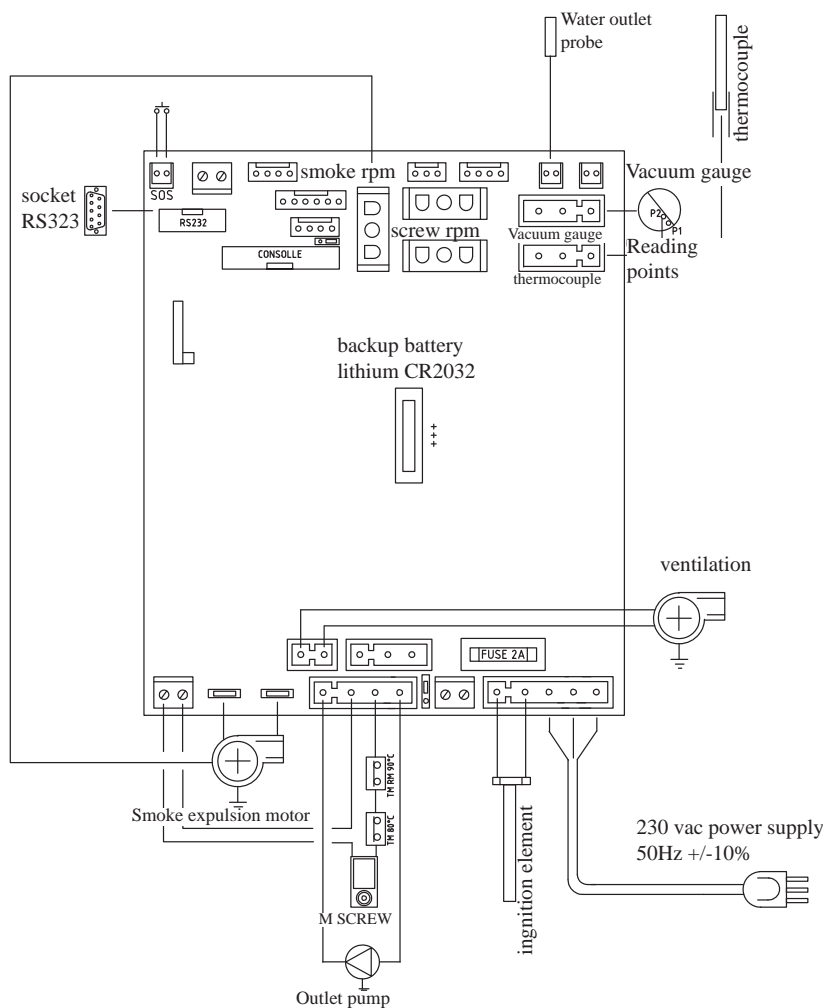 Water outlet
probe
thermocouple
smoke rpm
Vacuum gauge
SOS
socket
RS323
RS232
P2
P1
screw rpm
Vacuum gauge
Reading
points
CONSOLLE
thermocouple
backup battery
lithium CR2032
+++
ventilation
FUSE 2A
TM RM 90°C
Smoke expulsion motor
TM 80°C
230 vac power supply
50Hz +/-10%
ingnition element
M SCREW
Outlet pump